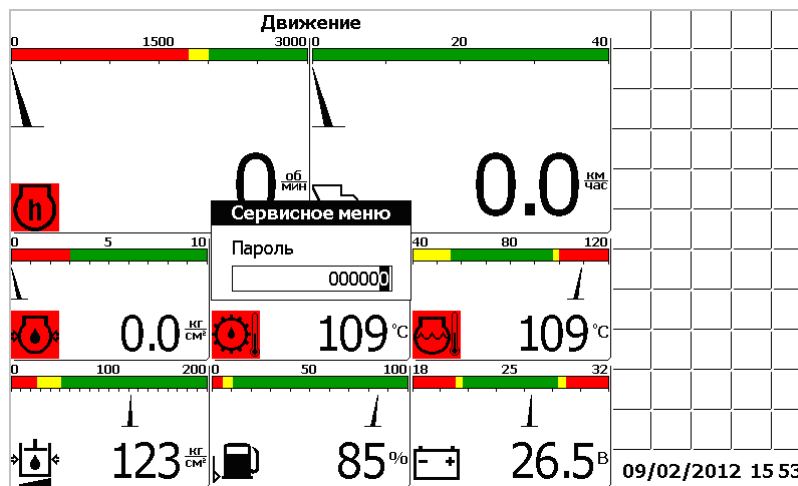 Движение
0 1500 3000
0 20 40
0 об/мин
0.0 км/час
h
Сервисное меню
Пароль
000000
0 5 10
40 80 120
0.0 кг/см²
109 °C
109 °C
0 100 200
0 50 100
18 25 32
123 кг/см²
85 %
26.5 В
09/02/2012 15 53